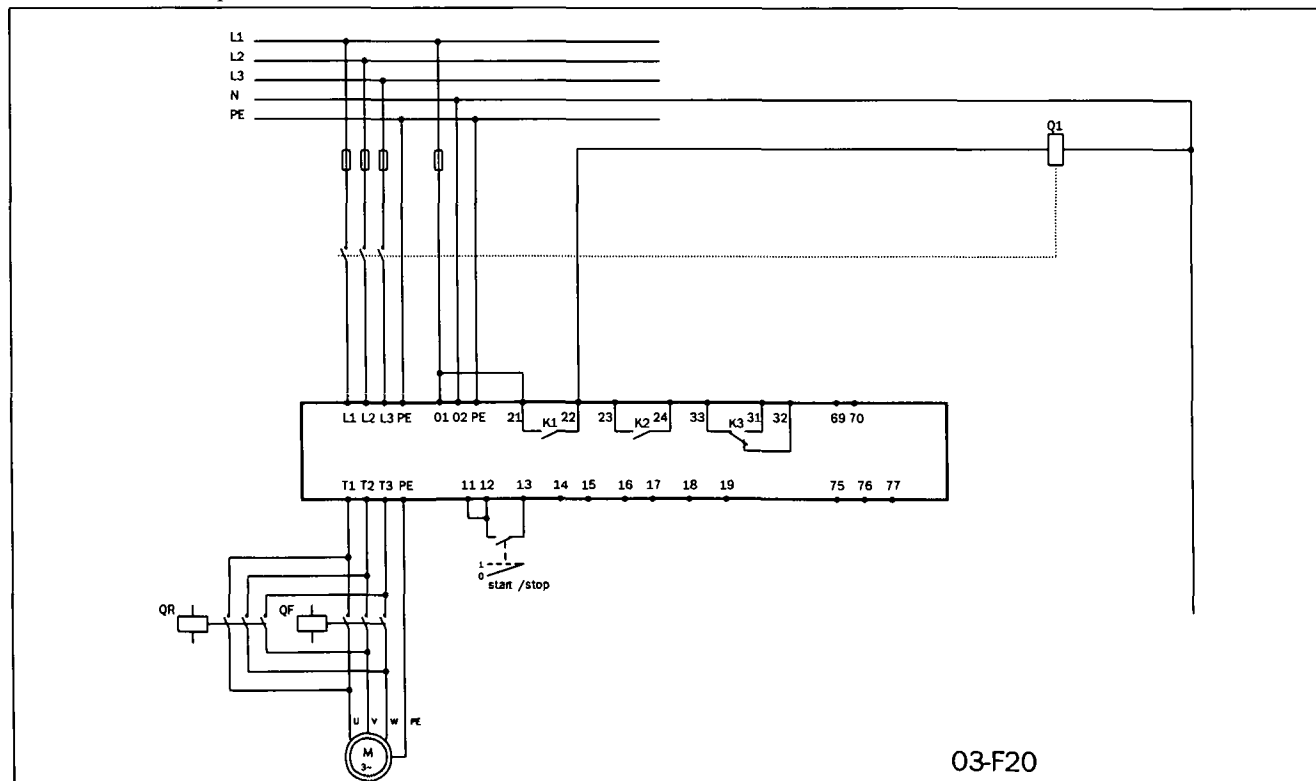 L1
L2
L3
N
PE
Q1
L1 L2 L3 PE 01 02 PE 21 22 23 24 33 31 32 69 70
K1 K2 K3
T1 T2 T3 PE 11 12 13 14 15 16 17 18 19 75 76 77
1
0
start /stop
QR QF
U V W PE
M
3~
03-F20